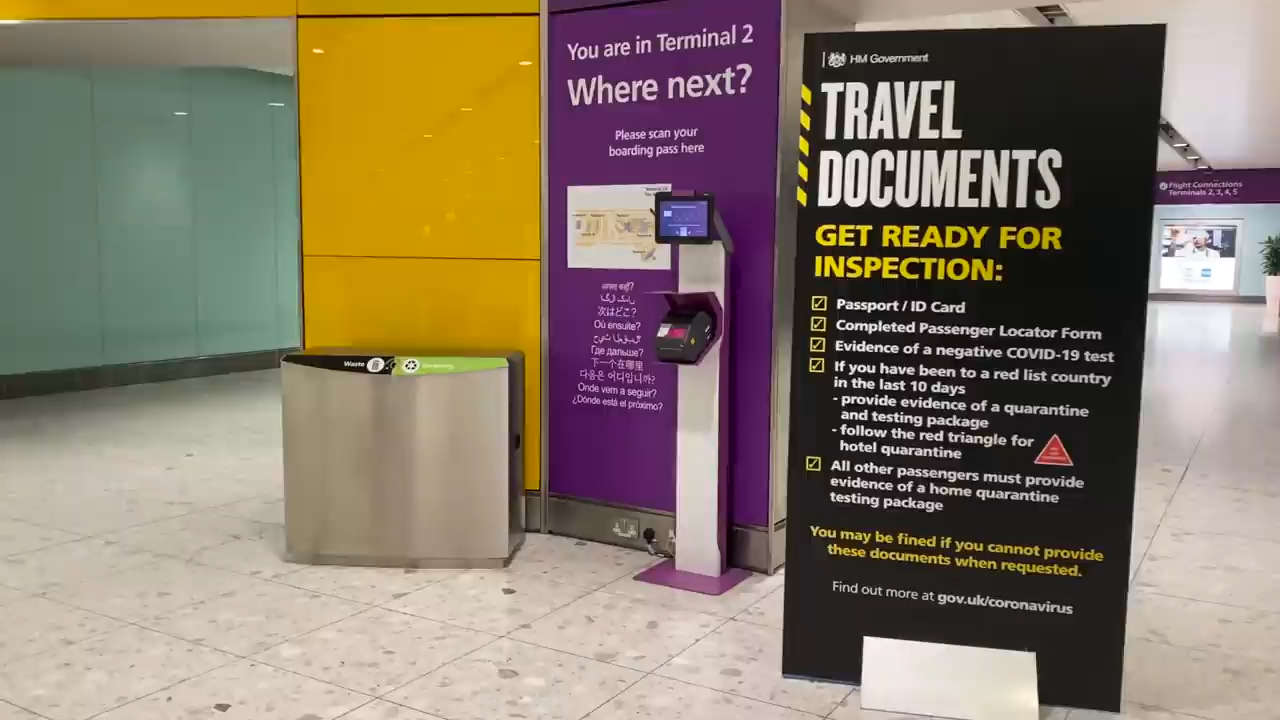 You are in Terminal 2
Where next?
Please scan your
boarding pass here
अगला कहाँ?
次はどこ?
Où ensuite?
Где дальше?
下一个在哪里
다음은 어디입니까?
Onde vem a seguir?
¿Dónde está el próximo?
Waste
HM Government
TRAVEL
DOCUMENTS
GET READY FOR
INSPECTION:
Passport / ID Card
Completed Passenger Locator Form
Evidence of a negative COVID-19 test
If you have been to a red list country
in the last 10 days
- provide evidence of a quarantine
and testing package
- follow the red triangle for
hotel quarantine
All other passengers must provide
evidence of a home quarantine
testing package
You may be fined if you cannot provide
these documents when requested.
Find out more at gov.uk/coronavirus
Flight Connections
Terminals 2, 3, 4, 5